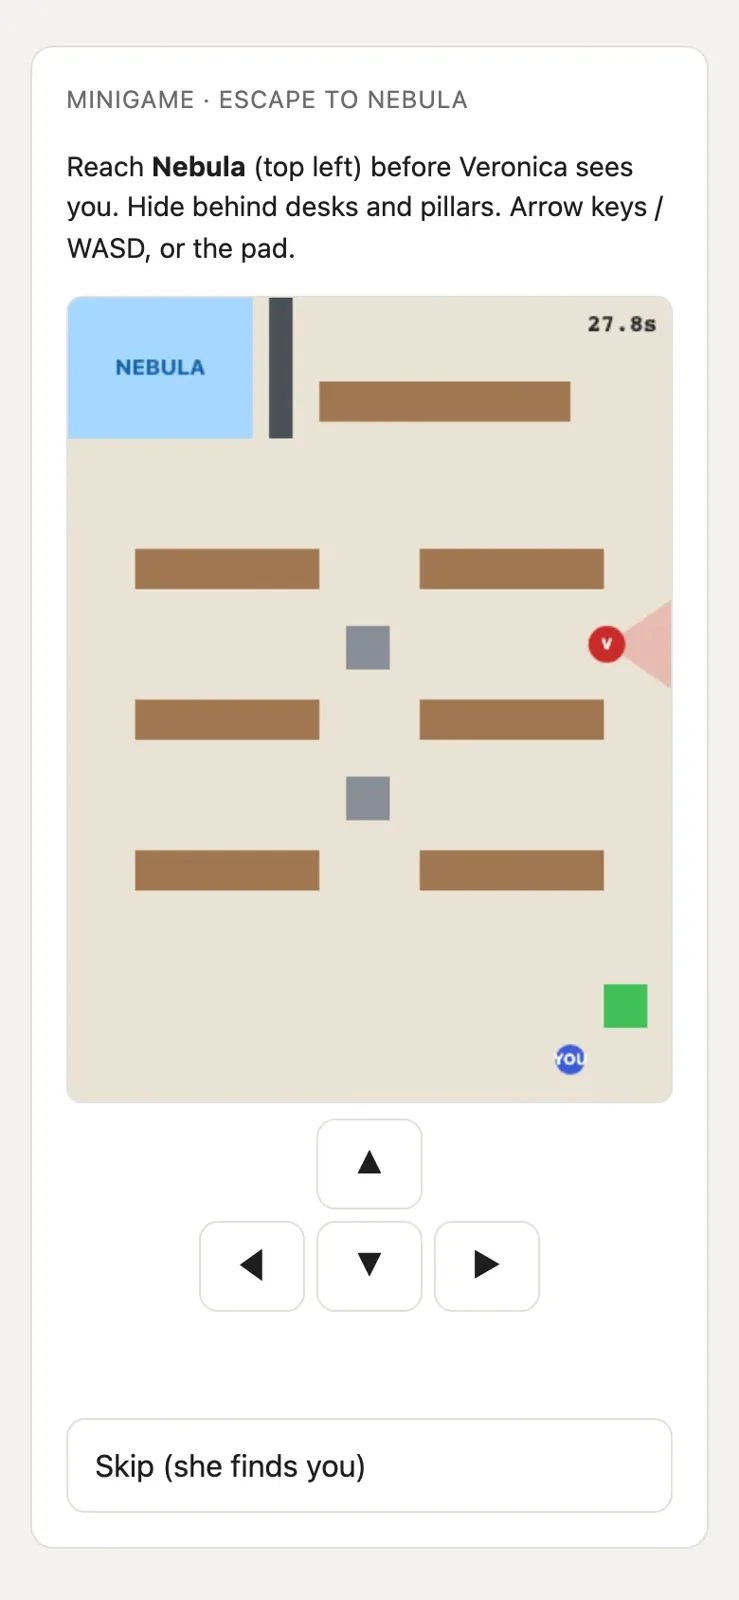 MINIGAME · ESCAPE TO NEBULA
Reach Nebula (top left) before Veronica sees
you. Hide behind desks and pillars. Arrow keys /
WASD, or the pad.
27.8s
NEBULA
V
YOU
Skip (she finds you)